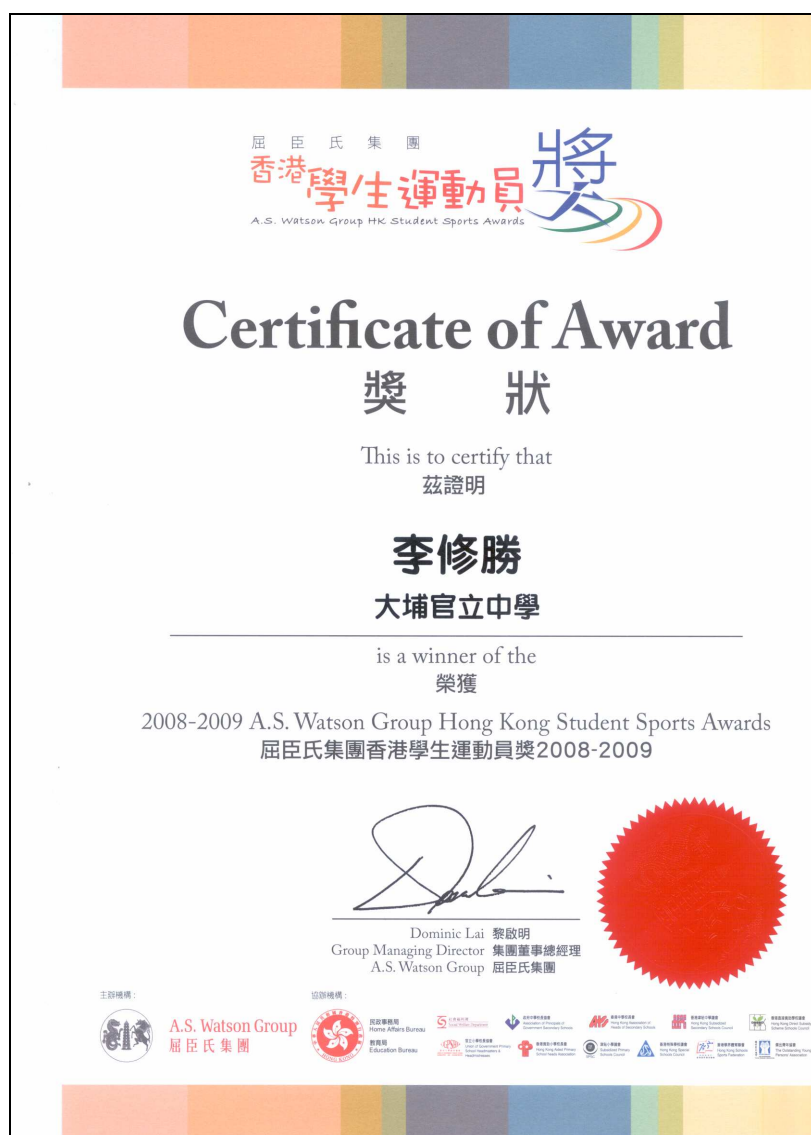 屈臣氏集團
香港學生運動員獎
A.S. Watson Group HK Student Sports Awards
Certificate of Award
獎狀
This is to certify that
茲證明
李修勝
大埔官立中學
is a winner of the
榮獲
2008-2009 A.S. Watson Group Hong Kong Student Sports Awards
屈臣氏集團香港學生運動員獎2008-2009
Dominic Lai 黎啟明
Group Managing Director 集團董事總經理
A.S. Watson Group 屈臣氏集團
主辦機構：
協辦機構：
A.S. Watson Group
屈臣氏集團
民政事務局
Home Affairs Bureau
教育局
Education Bureau
HONG KONG